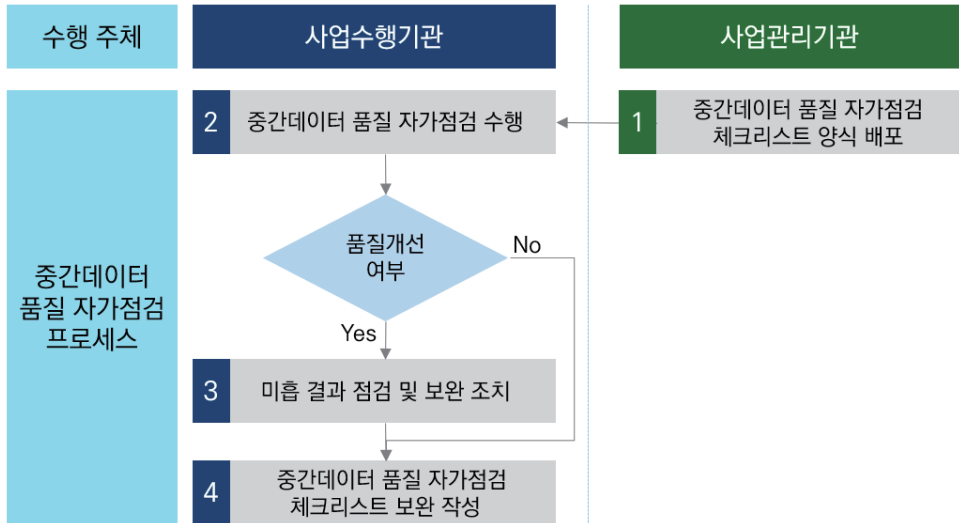 수행 주체
사업수행기관
사업관리기관
중간데이터
품질 자가점검
프로세스
1
중간데이터 품질 자가점검
체크리스트 양식 배포
2
중간데이터 품질 자가점검 수행
품질개선
여부
No
Yes
3
미흡 결과 점검 및 보완 조치
4
중간데이터 품질 자가점검
체크리스트 보완 작성